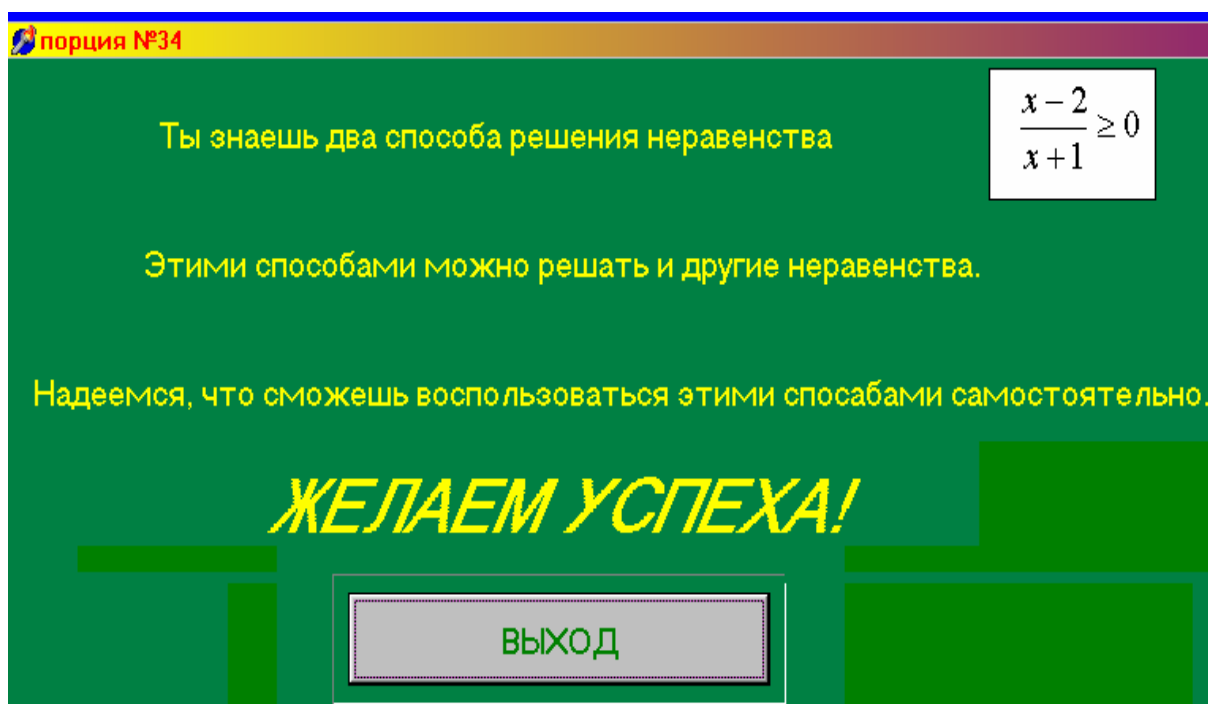 порция №34
Ты знаешь два способа решения неравенства
x − 2
x + 1
≥ 0
Этими способами можно решать и другие неравенства.
Надеемся, что сможешь воспользоваться этими спосабами самостоятельно.
ЖЕЛАЕМ УСПЕХА!
ВЫХОД